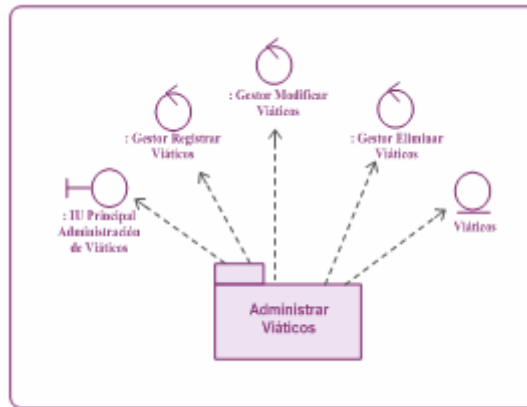 : Gestor Modificar
Viáticos
: Gestor Registrar
Viáticos
: Gestor Eliminar
Viáticos
: IU Principal
Administración
de Viáticos
Viáticos
Administrar
Viáticos